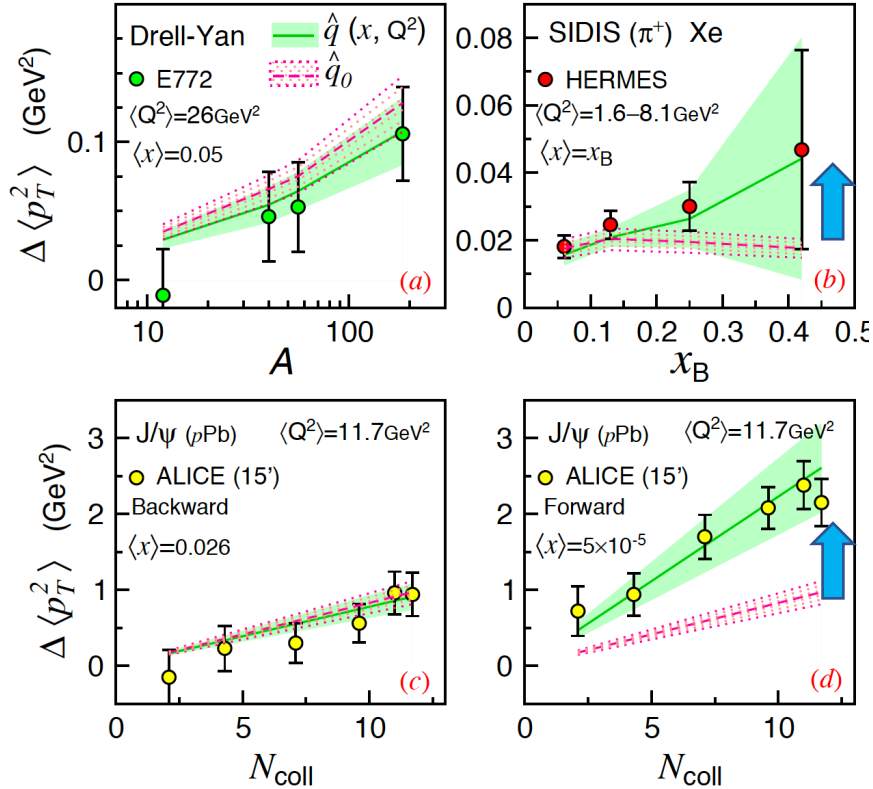 Drell-Yan
q̂ (x, Q²)
E772
q̂₀
⟨Q²⟩=26GeV²
⟨x⟩=0.05
Δ ⟨p_T²⟩ (GeV²)
0.1
0
10
100
A
(a)
SIDIS (π⁺) Xe
HERMES
⟨Q²⟩=1.6–8.1GeV²
⟨x⟩=x_B
0.08
0.06
0.04
0.02
0
0
0.1
0.2
0.3
0.4
0.5
x_B
(b)
J/ψ (pPb) ⟨Q²⟩=11.7GeV²
ALICE (15')
Backward
⟨x⟩=0.026
Δ ⟨p_T²⟩ (GeV²)
3
2
1
0
0
5
10
N_coll
(c)
J/ψ (pPb) ⟨Q²⟩=11.7GeV²
ALICE (15')
Forward
⟨x⟩=5×10⁻⁵
3
2
1
0
0
5
10
N_coll
(d)